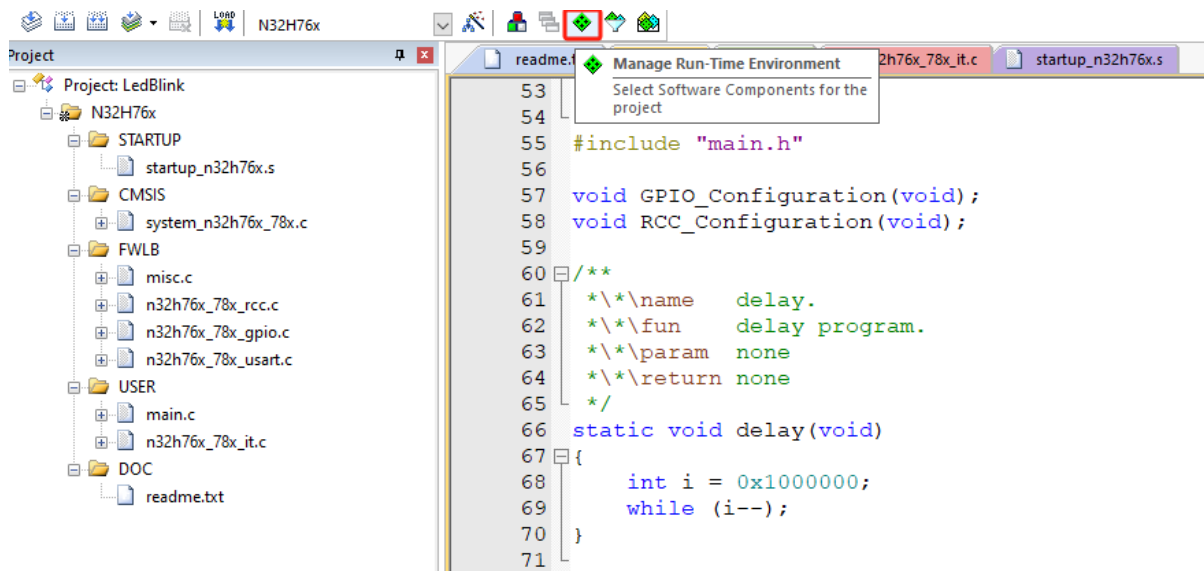 LOAD
N32H76x
Project
Project: LedBlink
N32H76x
STARTUP
startup_n32h76x.s
CMSIS
system_n32h76x_78x.c
FWLB
misc.c
n32h76x_78x_rcc.c
n32h76x_78x_gpio.c
n32h76x_78x_usart.c
USER
main.c
n32h76x_78x_it.c
DOC
readme.txt
readme.t
2h76x_78x_it.c
startup_n32h76x.s
Manage Run-Time Environment
Select Software Components for the
project
53
54
55 #include "main.h"
56
57 void GPIO_Configuration(void);
58 void RCC_Configuration(void);
59
60 /**
61 *\*\name delay.
62 *\*\fun delay program.
63 *\*\param none
64 *\*\return none
65 */
66 static void delay(void)
67 {
68 int i = 0x1000000;
69 while (i--);
70 }
71